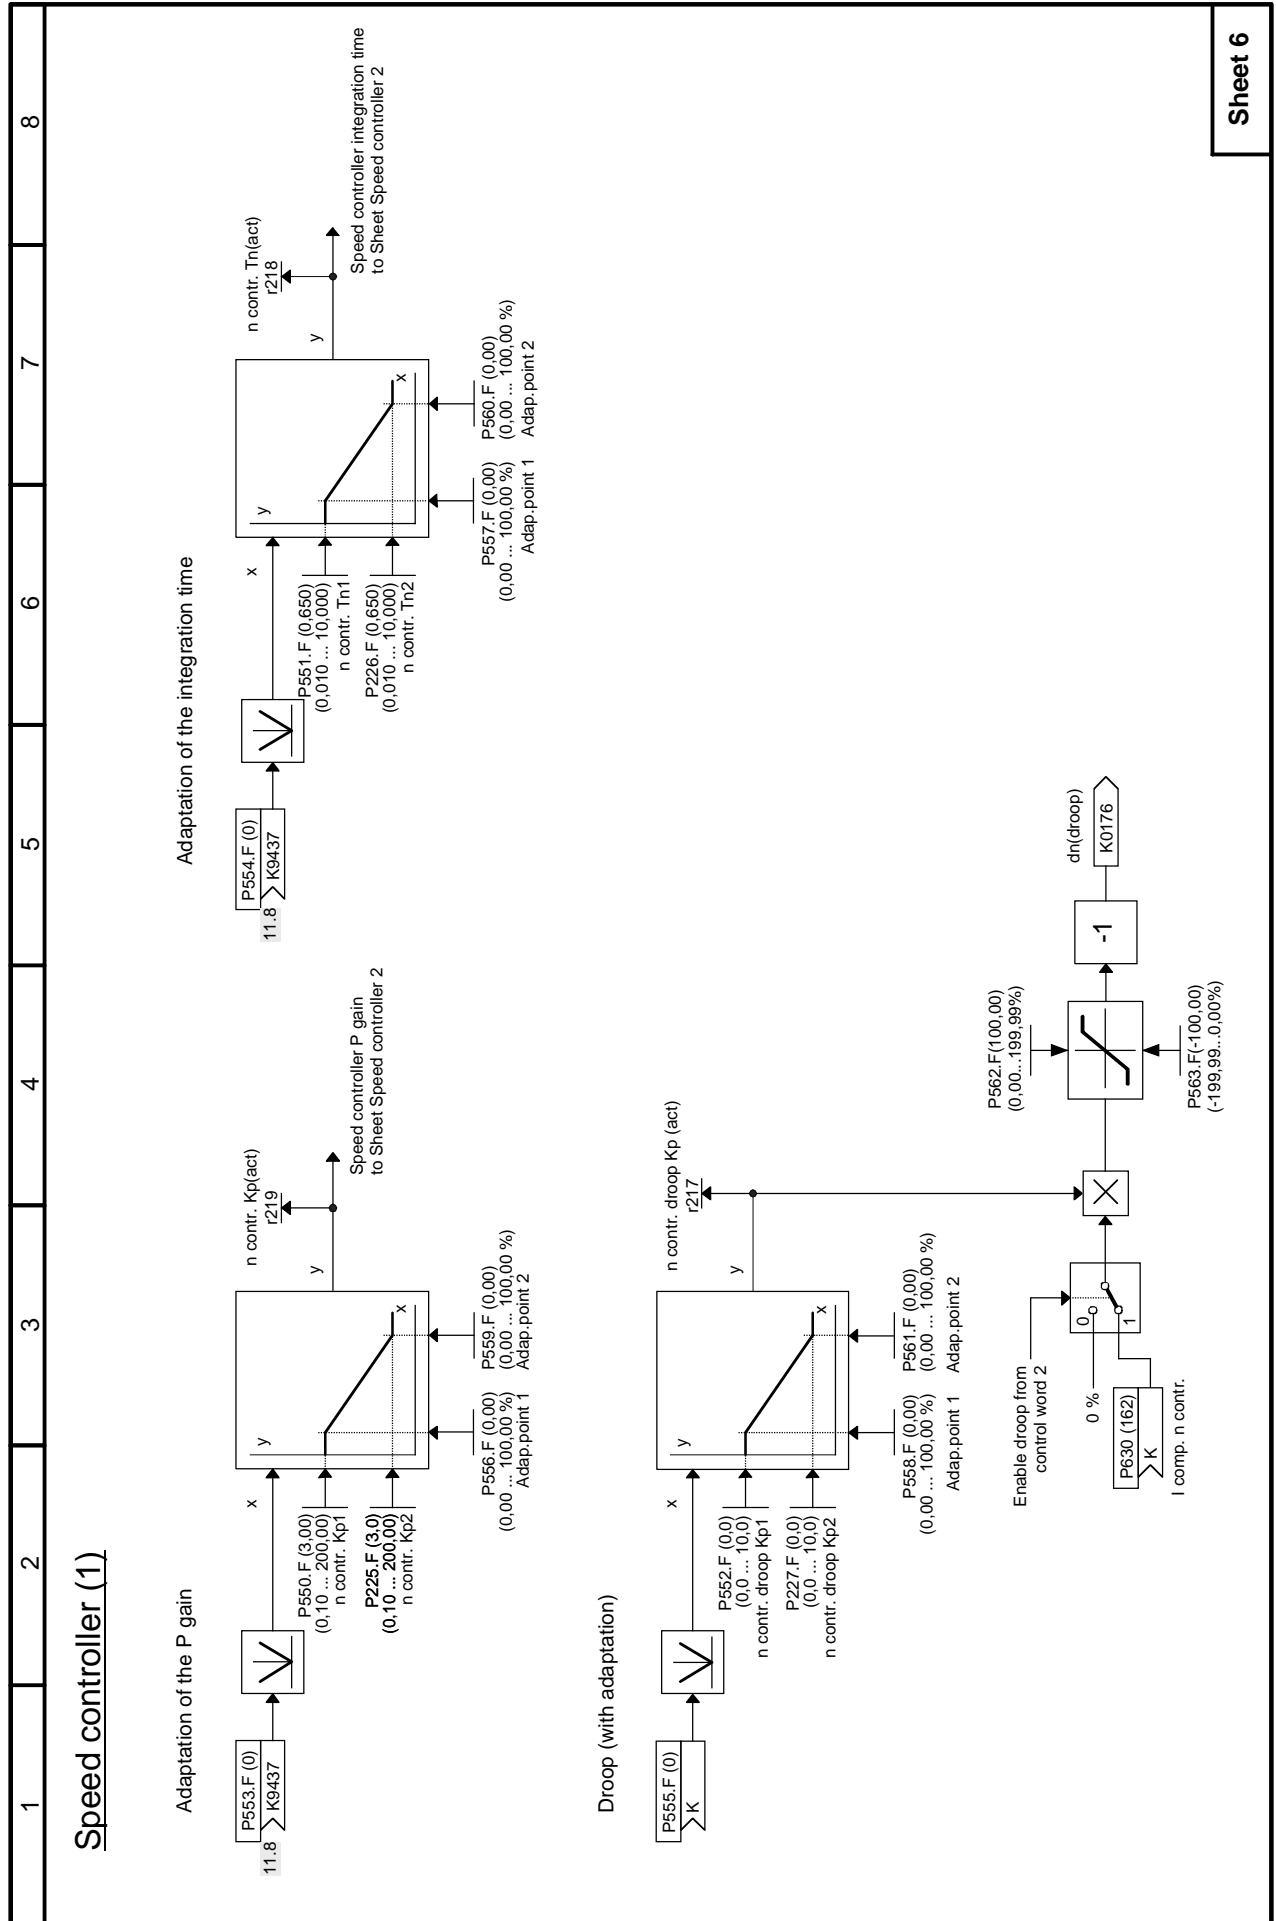 1
2
3
4
5
6
7
8
Speed controller (1)
Adaptation of the P gain
11.8
P553.F (0)
K9437
x
P550.F (3,00)
(0,10 ... 200,00)
n contr. Kp1
P225.F (3,0)
(0,10 ... 200,00)
n contr. Kp2
y
x
P556.F (0,00)
(0,00 ... 100,00 %)
Adap.point 1
P559.F (0,00)
(0,00 ... 100,00 %)
Adap.point 2
y
n contr. Kp(act)
r219
Speed controller P gain
to Sheet Speed controller 2
Adaptation of the integration time
11.8
P554.F (0)
K9437
x
P551.F (0,650)
(0,010 ... 10,000)
n contr. Tn1
P226.F (0,650)
(0,010 ... 10,000)
n contr. Tn2
y
x
P557.F (0,00)
(0,00 ... 100,00 %)
Adap.point 1
P560.F (0,00)
(0,00 ... 100,00 %)
Adap.point 2
y
n contr. Tn(act)
r218
Speed controller integration time
to Sheet Speed controller 2
Droop (with adaptation)
P555.F (0)
K
x
P552.F (0,0)
(0,0 ... 10,0)
n contr. droop Kp1
P227.F (0,0)
(0,0 ... 10,0)
n contr. droop Kp2
y
x
P558.F (0,00)
(0,00 ... 100,00 %)
Adap.point 1
P561.F (0,00)
(0,00 ... 100,00 %)
Adap.point 2
y
n contr. droop Kp (act)
r217
Enable droop from
control word 2
0 %
P630 (162)
K
I comp. n contr.
0
1
P562.F(100,00)
(0,00...199,99%)
P563.F(-100,00)
(-199,99...0,00%)
-1
dn(droop)
K0176
Sheet 6